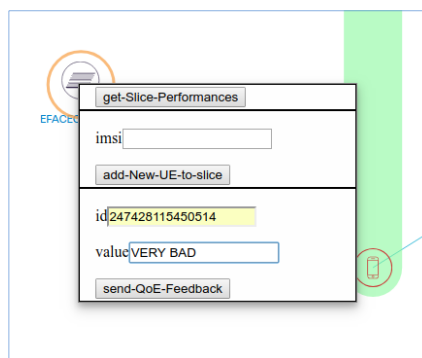 get-Slice-Performances
EFACEC
imsi
add-New-UE-to-slice
id 247428115450514
value VERY BAD
send-QoE-Feedback